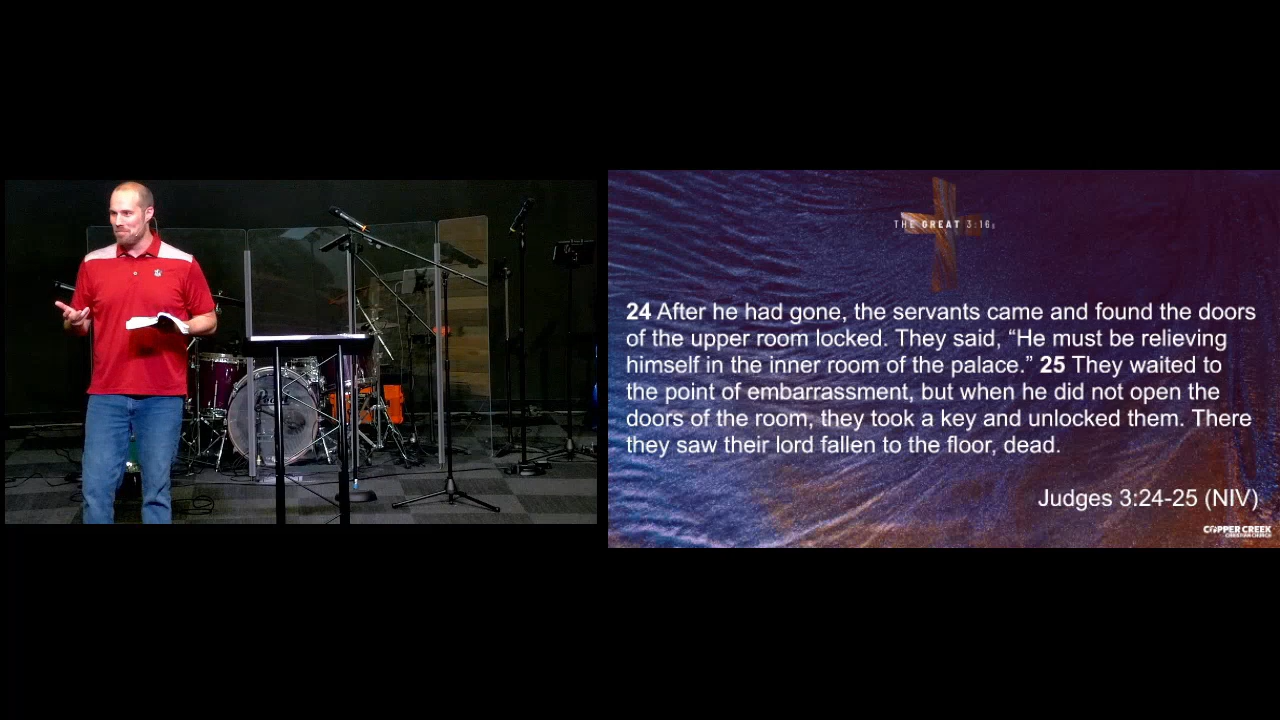 THE GREAT 3:16s
24 After he had gone, the servants came and found the doors
of the upper room locked. They said, “He must be relieving
himself in the inner room of the palace.” 25 They waited to
the point of embarrassment, but when he did not open the
doors of the room, they took a key and unlocked them. There
they saw their lord fallen to the floor, dead.
Judges 3:24-25 (NIV)
COPPER CREEK
CHRISTIAN CHURCH